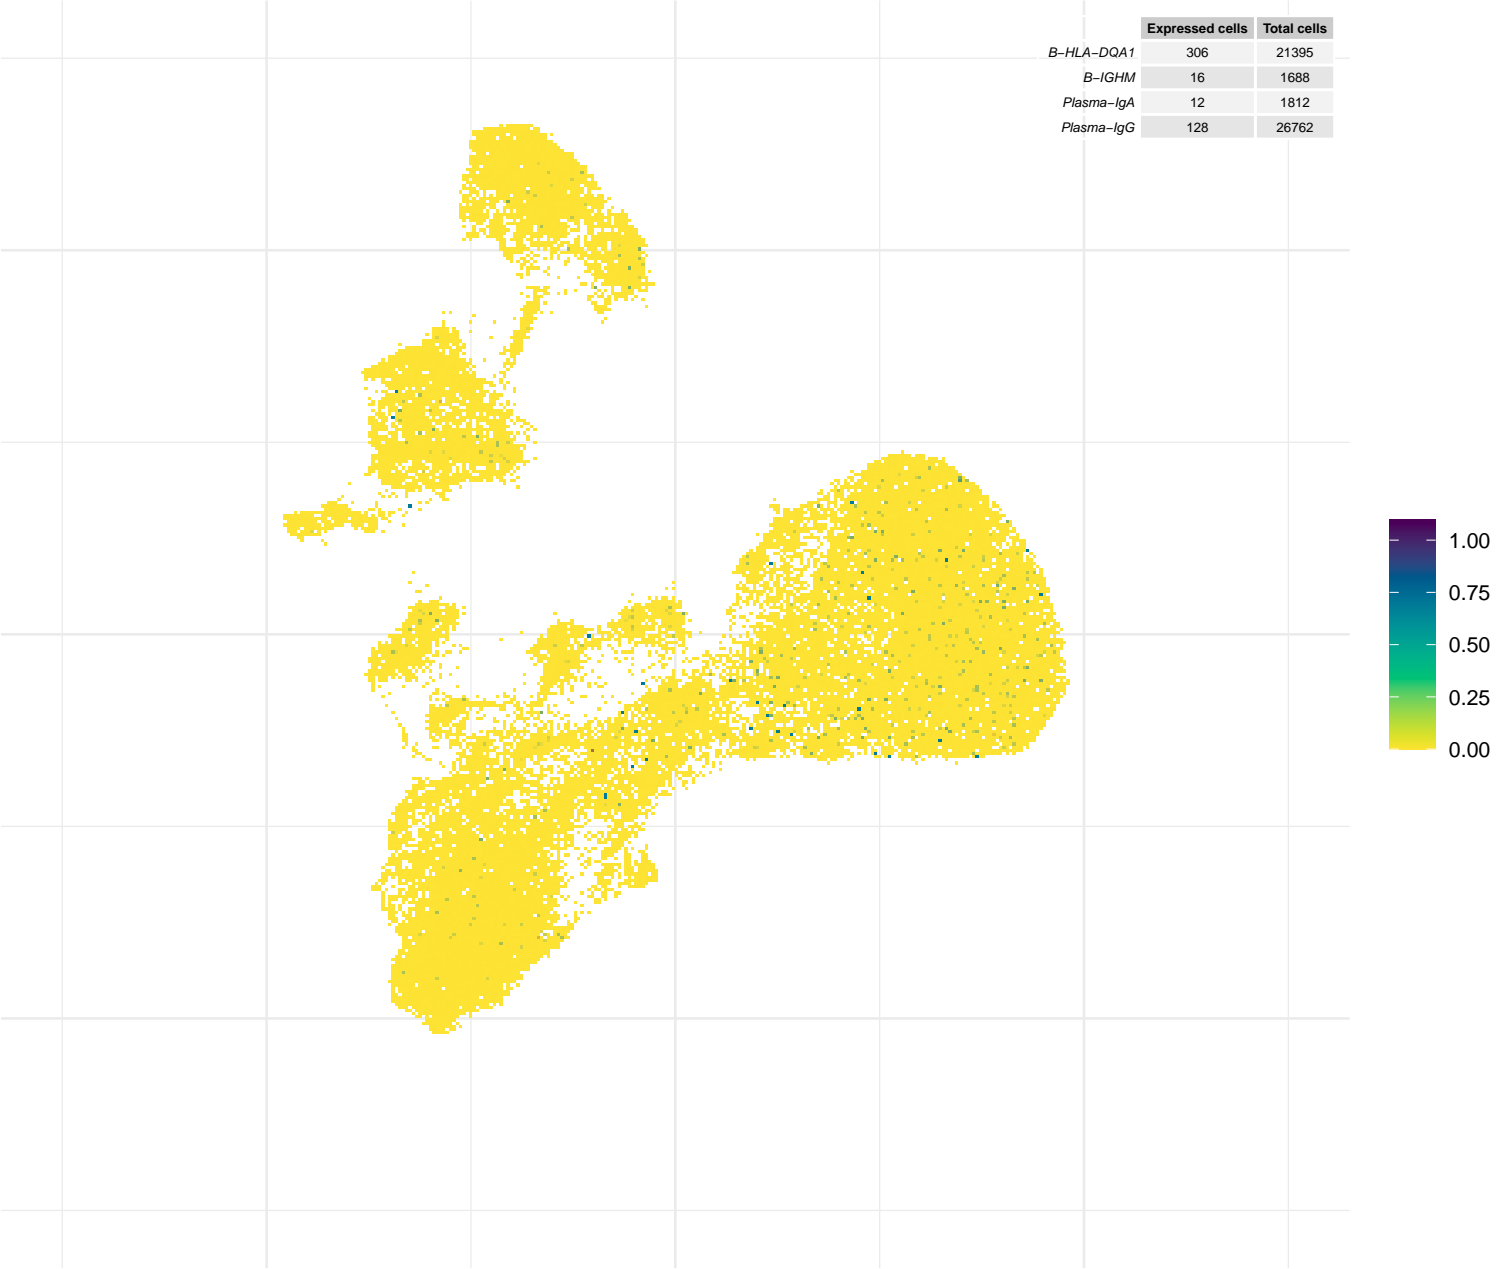 Expressed cells Total cells
B−HLA−DQA1 306 21395
B−IGHM 16 1688
Plasma−IgA 12 1812
Plasma−IgG 128 26762
1.00
0.75
0.50
0.25
0.00